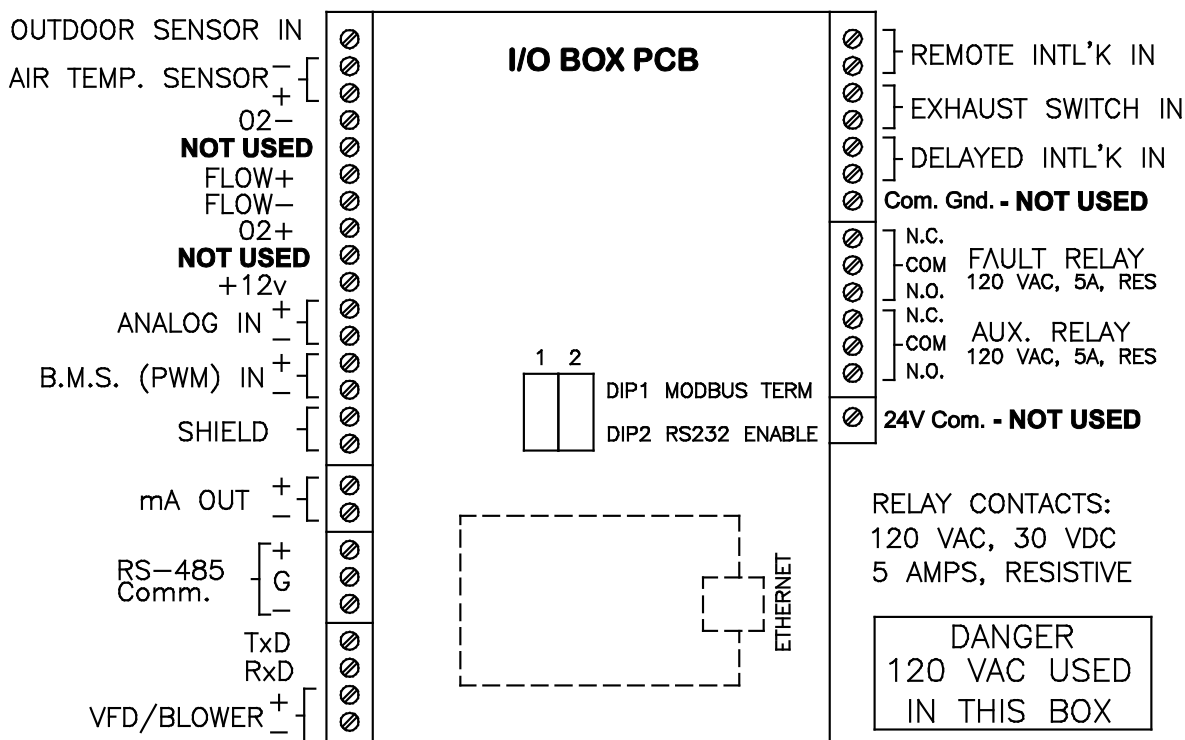 OUTDOOR SENSOR IN
AIR TEMP. SENSOR
−
+
O2−
NOT USED
FLOW+
FLOW−
O2+
NOT USED
+12v
ANALOG IN
+
−
B.M.S. (PWM) IN
+
−
SHIELD
mA OUT
+
−
RS−485
Comm.
+
G
−
TxD
RxD
VFD/BLOWER
+
−
I/O BOX PCB
1 2
DIP1 MODBUS TERM
DIP2 RS232 ENABLE
ETHERNET
REMOTE INTL'K IN
EXHAUST SWITCH IN
DELAYED INTL'K IN
Com. Gnd. - NOT USED
N.C.
COM
N.O.
FAULT RELAY
120 VAC, 5A, RES
N.C.
COM
N.O.
AUX. RELAY
120 VAC, 5A, RES
24V Com. - NOT USED
RELAY CONTACTS:
120 VAC, 30 VDC
5 AMPS, RESISTIVE
DANGER
120 VAC USED
IN THIS BOX